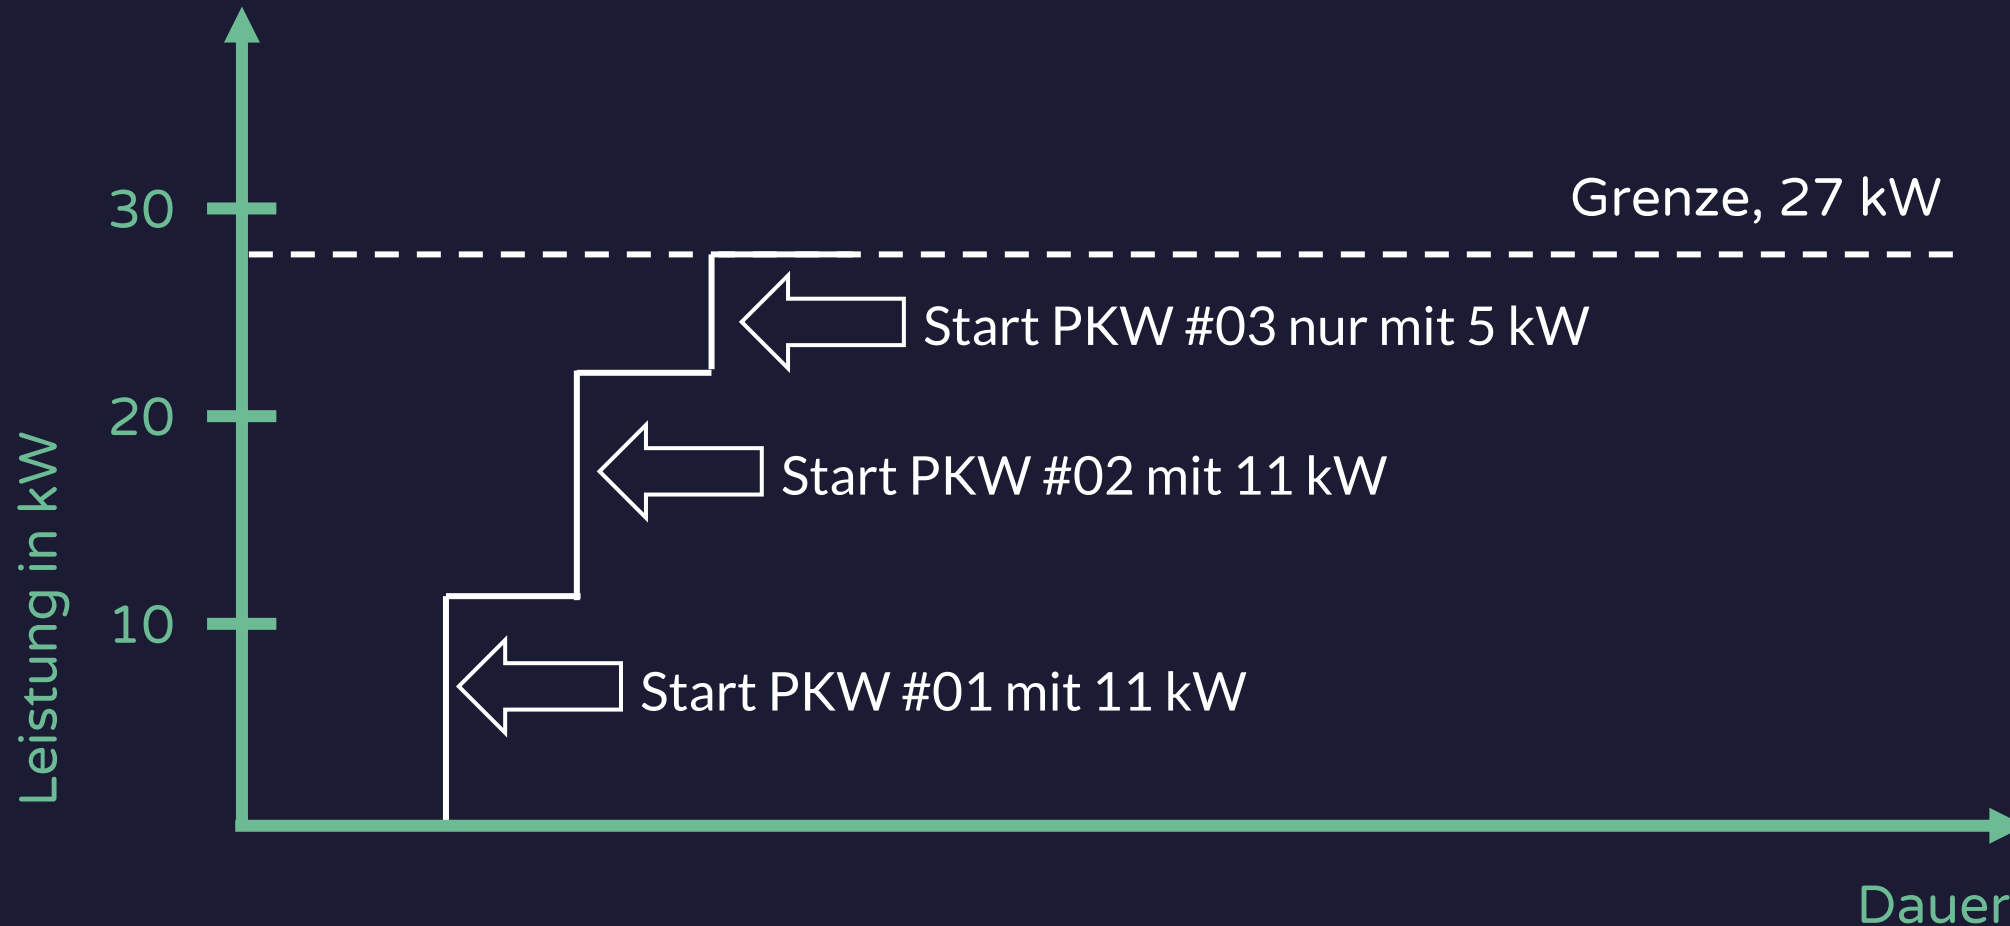 Grenze, 27 kW
30
Start PKW #03 nur mit 5 kW
20
Start PKW #02 mit 11 kW
10
Start PKW #01 mit 11 kW
Leistung in kW
Dauer